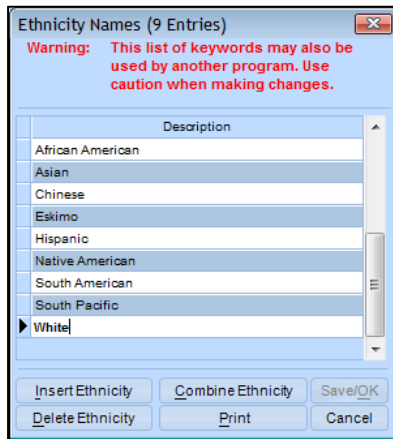 Ethnicity Names (9 Entries)
Warning: This list of keywords may also be
used by another program. Use
caution when making changes.
Description
African American
Asian
Chinese
Eskimo
Hispanic
Native American
South American
South Pacific
White
Insert Ethnicity Combine Ethnicity Save/OK
Delete Ethnicity Print Cancel